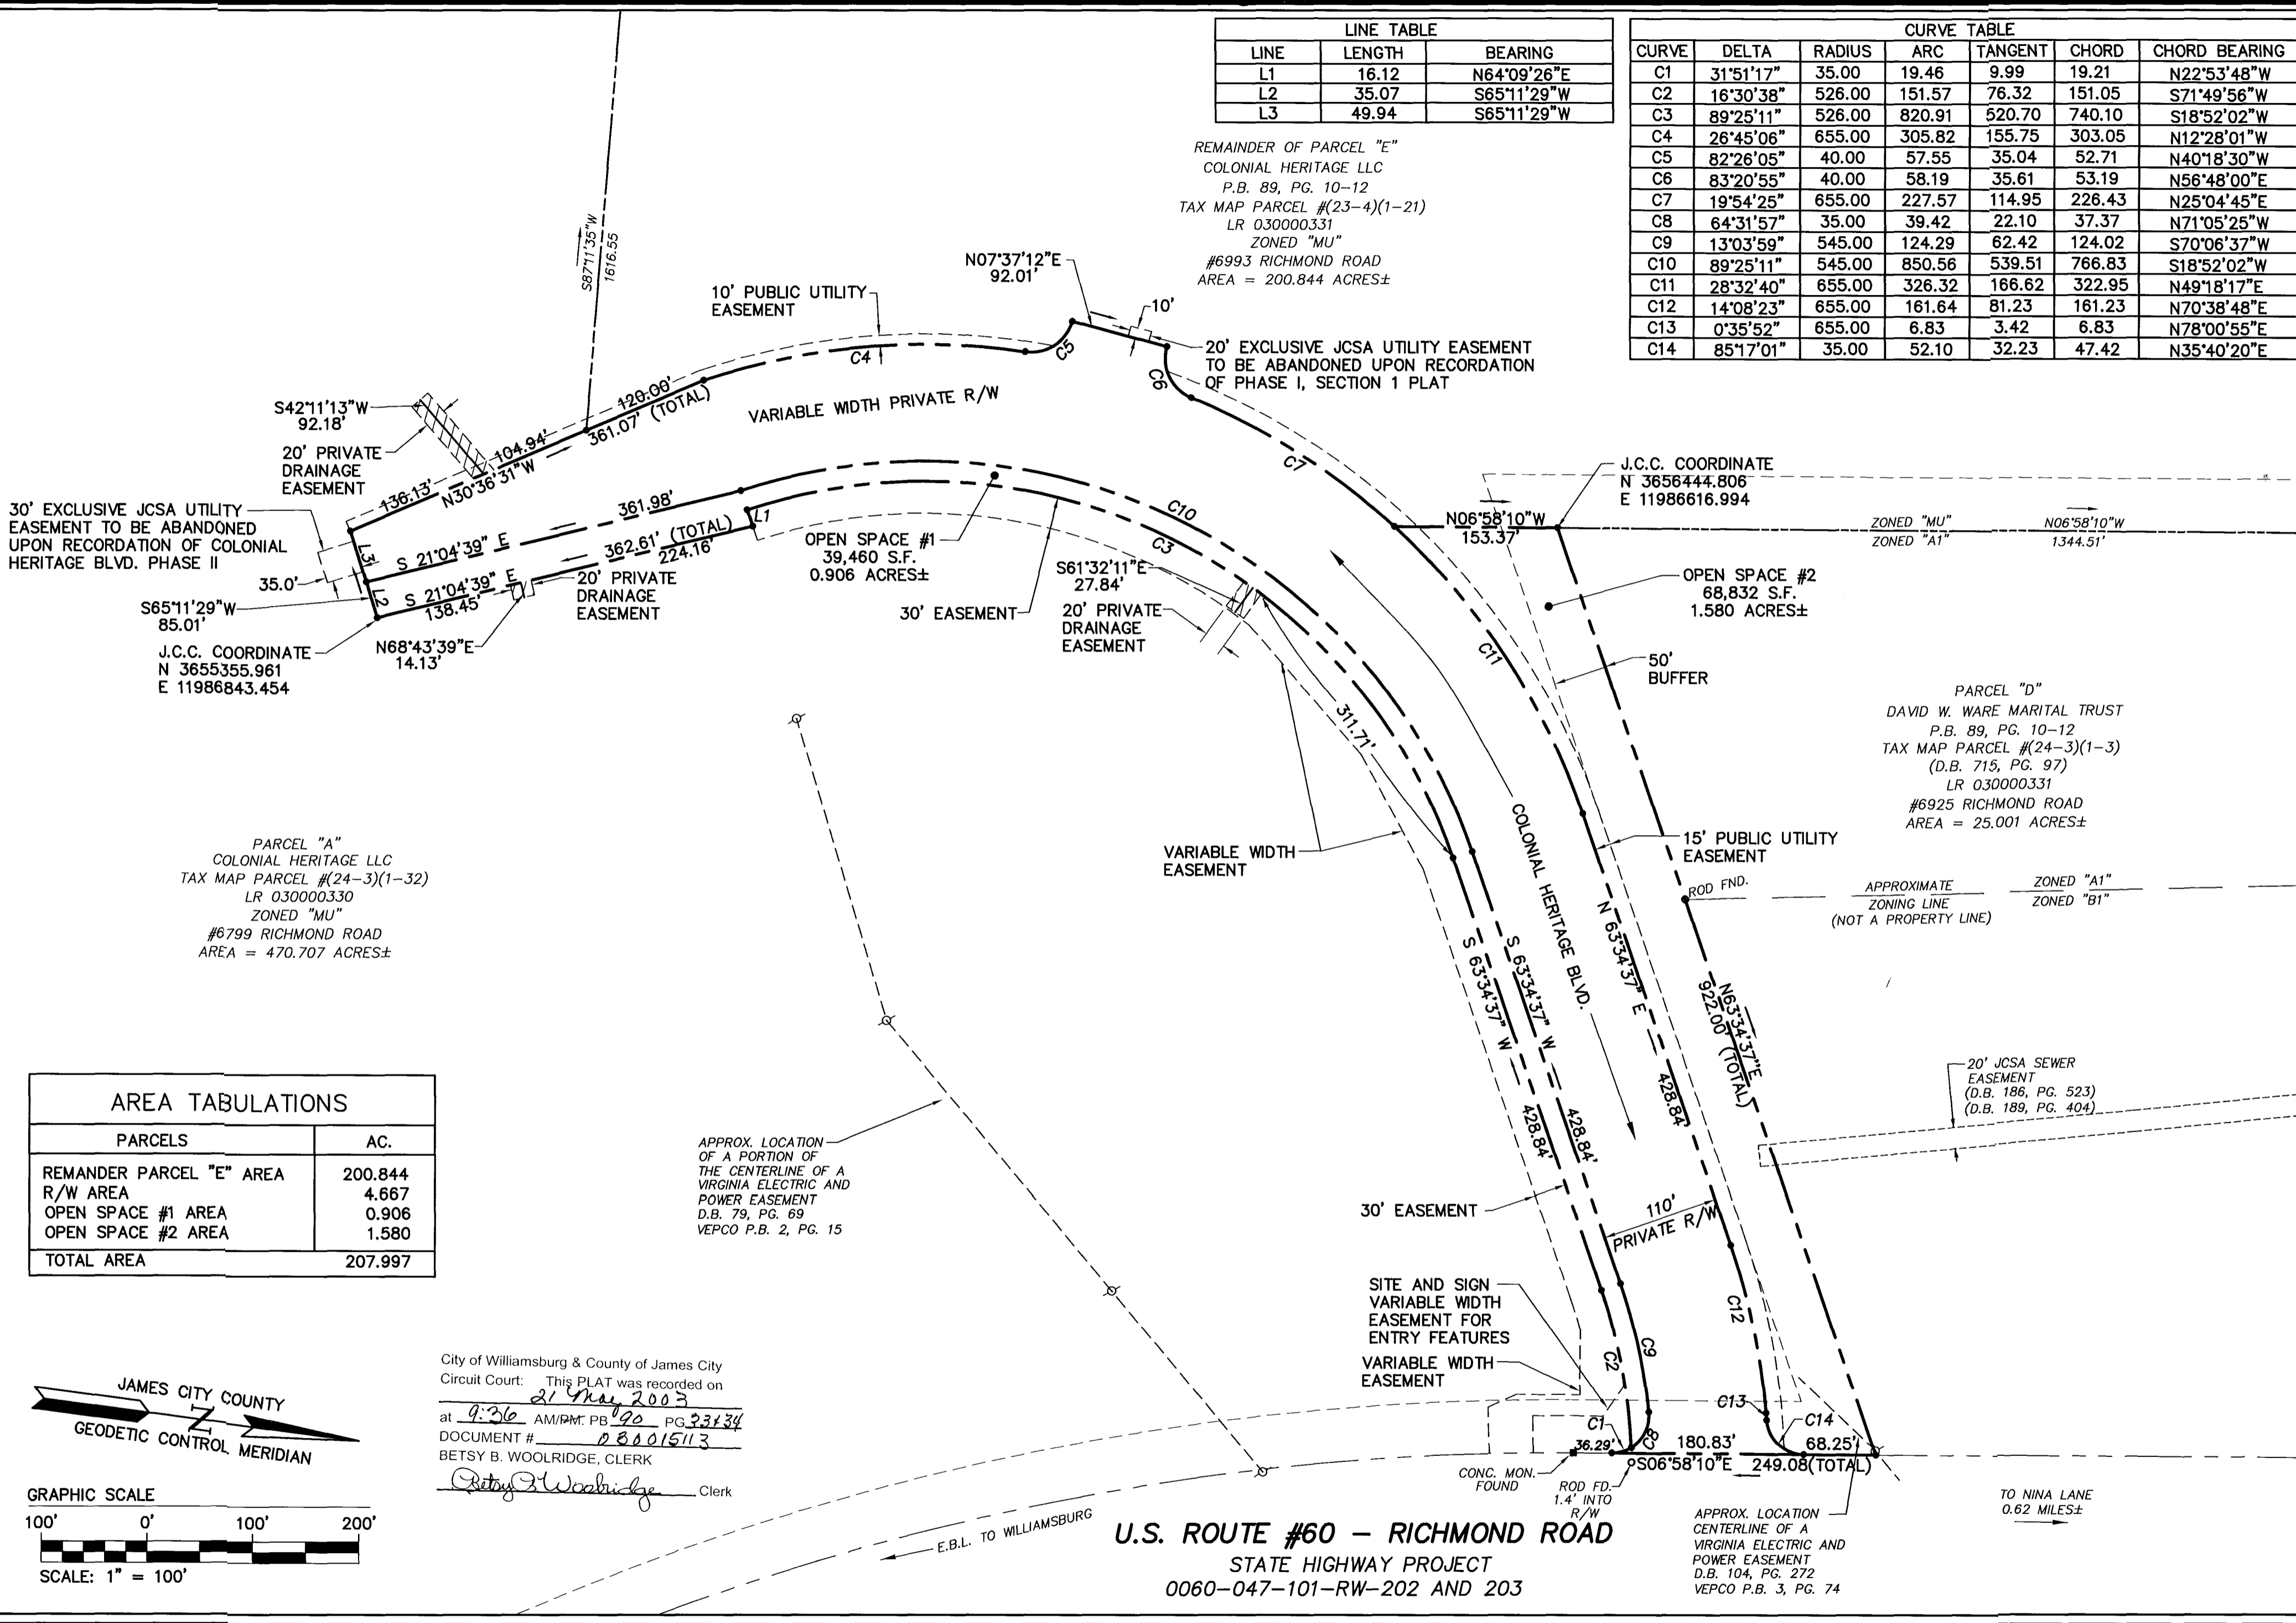 LINE TABLE
LINE LENGTH BEARING
L1 16.12 N64°09'26"E
L2 35.07 S65°11'29"W
L3 49.94 S65°11'29"W
CURVE TABLE
CURVE DELTA RADIUS ARC TANGENT CHORD CHORD BEARING
C1 31°51'17" 35.00 19.46 9.99 19.21 N22°53'48"W
C2 16°30'38" 526.00 151.57 76.32 151.05 S71°49'56"W
C3 89°25'11" 526.00 820.91 520.70 740.10 S18°52'02"W
C4 26°45'06" 655.00 305.82 155.75 303.05 N12°28'01"W
C5 82°26'05" 40.00 57.55 35.04 52.71 N40°18'30"W
C6 83°20'55" 40.00 58.19 35.61 53.19 N56°48'00"E
C7 19°54'25" 655.00 227.57 114.95 226.43 N25°04'45"E
C8 64°31'57" 35.00 39.42 22.10 37.37 N71°05'25"W
C9 13°03'59" 545.00 124.29 62.42 124.02 S70°06'37"W
C10 89°25'11" 545.00 850.56 539.51 766.83 S18°52'02"W
C11 28°32'40" 655.00 326.32 166.62 322.95 N49°18'17"E
C12 14°08'23" 655.00 161.64 81.23 161.23 N70°38'48"E
C13 0°35'52" 655.00 6.83 3.42 6.83 N78°00'55"E
C14 85°17'01" 35.00 52.10 32.23 47.42 N35°40'20"E
REMAINDER OF PARCEL "E"
COLONIAL HERITAGE LLC
P.B. 89, PG. 10-12
TAX MAP PARCEL #(23-4)(1-21)
LR 030000331
ZONED "MU"
#6993 RICHMOND ROAD
AREA = 200.844 ACRES±
S87°11'35"W
1616.55
N07°37'12"E
92.01'
10'
10' PUBLIC UTILITY
EASEMENT
C4
C5
C6
20' EXCLUSIVE JCSA UTILITY EASEMENT
TO BE ABANDONED UPON RECORDATION
OF PHASE I, SECTION 1 PLAT
VARIABLE WIDTH PRIVATE R/W
S42°11'13"W
92.18'
20' PRIVATE
DRAINAGE
EASEMENT
120.00'
361.07' (TOTAL)
104.94'
N30°36'31"W
136.13'
30' EXCLUSIVE JCSA UTILITY
EASEMENT TO BE ABANDONED
UPON RECORDATION OF COLONIAL
HERITAGE BLVD. PHASE II
35.0'
L3
L2
S 21°04'39" E
361.98'
L1
362.61' (TOTAL)
224.16'
S 21°04'39" E
138.45'
20' PRIVATE
DRAINAGE
EASEMENT
S65°11'29"W
85.01'
N68°43'39"E
14.13'
J.C.C. COORDINATE
N 3655355.961
E 11986843.454
OPEN SPACE #1
39,460 S.F.
0.906 ACRES±
C10
C3
C7
30' EASEMENT
S61°32'11"E
27.84'
20' PRIVATE
DRAINAGE
EASEMENT
J.C.C. COORDINATE
N 3656444.806
E 11986616.994
N06°58'10"W
153.37'
ZONED "MU"
ZONED "A1"
N06°58'10"W
1344.51'
OPEN SPACE #2
68,832 S.F.
1.580 ACRES±
C11
50'
BUFFER
311.71'
PARCEL "D"
DAVID W. WARE MARITAL TRUST
P.B. 89, PG. 10-12
TAX MAP PARCEL #(24-3)(1-3)
(D.B. 715, PG. 97)
LR 030000331
#6925 RICHMOND ROAD
AREA = 25.001 ACRES±
PARCEL "A"
COLONIAL HERITAGE LLC
TAX MAP PARCEL #(24-3)(1-32)
LR 030000330
ZONED "MU"
#6799 RICHMOND ROAD
AREA = 470.707 ACRES±
VARIABLE WIDTH
EASEMENT
COLONIAL HERITAGE BLVD.
15' PUBLIC UTILITY
EASEMENT
ROD FND.
APPROXIMATE
ZONING LINE
(NOT A PROPERTY LINE)
ZONED "A1"
ZONED "B1"
S 63°34'37" W
428.84'
S 63°34'37" W
428.84'
N 63°34'37" E
428.84'
N63°34'37"E
922.00' (TOTAL)
20' JCSA SEWER
EASEMENT
(D.B. 186, PG. 523)
(D.B. 189, PG. 404)
AREA TABULATIONS
PARCELS AC.
REMANDER PARCEL "E" AREA 200.844
R/W AREA 4.667
OPEN SPACE #1 AREA 0.906
OPEN SPACE #2 AREA 1.580
TOTAL AREA 207.997
APPROX. LOCATION
OF A PORTION OF
THE CENTERLINE OF A
VIRGINIA ELECTRIC AND
POWER EASEMENT
D.B. 79, PG. 69
VEPCO P.B. 2, PG. 15
30' EASEMENT
110'
PRIVATE R/W
SITE AND SIGN
VARIABLE WIDTH
EASEMENT FOR
ENTRY FEATURES
VARIABLE WIDTH
EASEMENT
C2
C9
C12
C13
C14
C1
C8
36.29'
180.83'
68.25'
S06°58'10"E 249.08(TOTAL)
CONC. MON.
FOUND
ROD FD.
1.4' INTO
R/W
JAMES CITY COUNTY
N
GEODETIC CONTROL MERIDIAN
City of Williamsburg & County of James City
Circuit Court: This PLAT was recorded on
21 May 2003
at 9:36 AM/PM. PB 90 PG 33+34
DOCUMENT # 030015113
BETSY B. WOOLRIDGE, CLERK
Betsy B Woolridge Clerk
GRAPHIC SCALE
100' 0' 100' 200'
SCALE: 1" = 100'
E.B.L. TO WILLIAMSBURG
U.S. ROUTE #60 – RICHMOND ROAD
STATE HIGHWAY PROJECT
0060-047-101-RW-202 AND 203
APPROX. LOCATION
CENTERLINE OF A
VIRGINIA ELECTRIC AND
POWER EASEMENT
D.B. 104, PG. 272
VEPCO P.B. 3, PG. 74
TO NINA LANE
0.62 MILES±